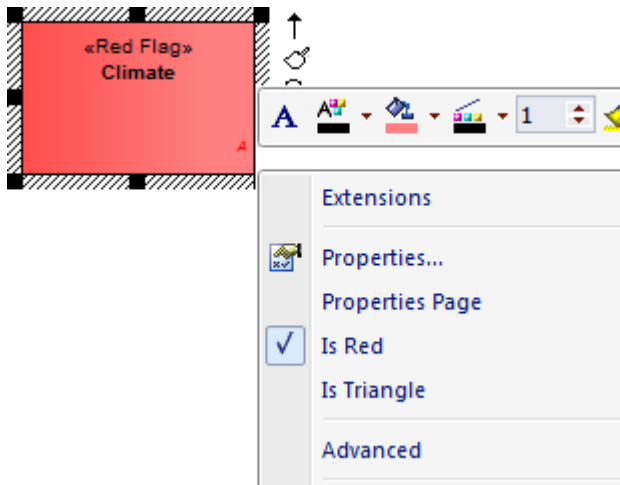 «Red Flag»
Climate
A
A
A
1
Extensions
Properties...
Properties Page
Is Red
Is Triangle
Advanced